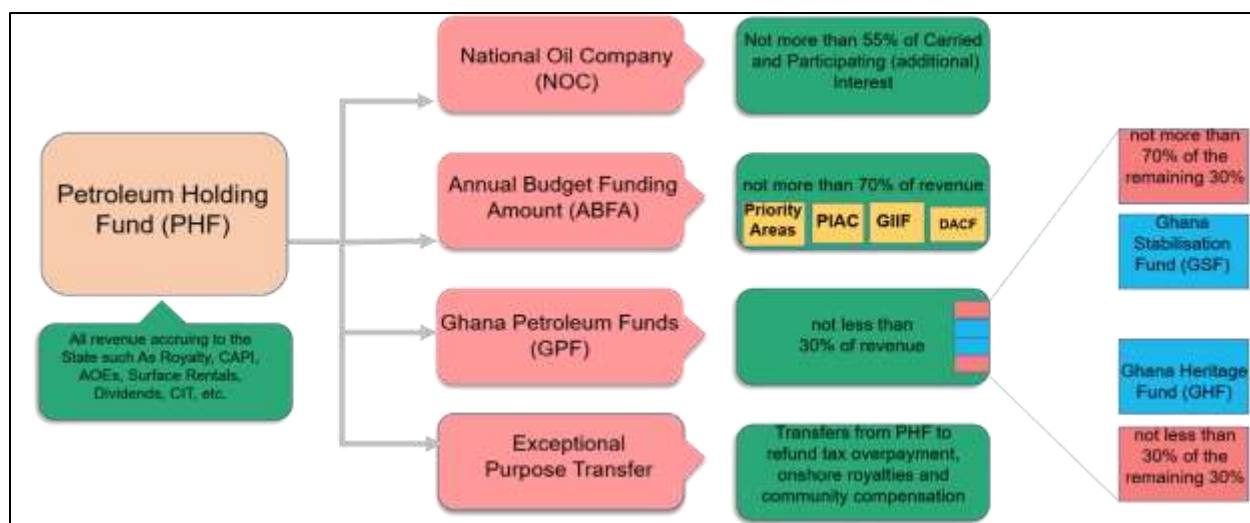 Petroleum Holding
Fund (PHF)
All revenue accruing to the
State such As Royalty, CAPI,
AOEs, Surface Rentals,
Dividends, CIT, etc.
National Oil Company
(NOC)
Not more than 55% of Carried
and Participating (additional)
Interest
Annual Budget Funding
Amount (ABFA)
not more than 70% of revenue
Priority
Areas
PIAC
GIIF
DACF
Ghana Petroleum Funds
(GPF)
not less than
30% of revenue
Exceptional
Purpose Transfer
Transfers from PHF to
refund tax overpayment,
onshore royalties and
community compensation
not more than
70% of the
remaining 30%
Ghana
Stabilisation
Fund (GSF)
Ghana Heritage
Fund (GHF)
not less than
30% of the
remaining 30%